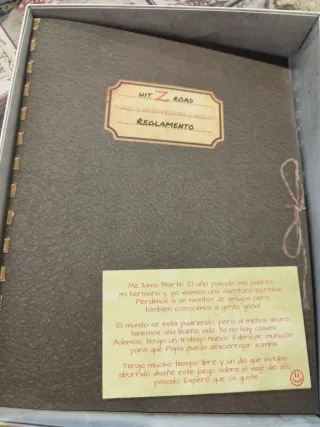 HIT Z ROAD
REGLAMENTO
Me llamo Martin. El año pasado mis padres,
mi hermano y yo vivimos una aventura increíble.
Perdimos a un montón de amigos pero
también conocimos a gente genial.
El mundo se está pudriendo, pero al menos ahora
tenemos una buena vida. Ya no hay clases.
Además, tengo un trabajo nuevo: fabricar munición
para que Papá pueda descerrajar zombis.
Tengo mucho tiempo libre y un día que estaba
aburrido diseñé este juego sobre el viaje del año
pasado. Espero que os guste.